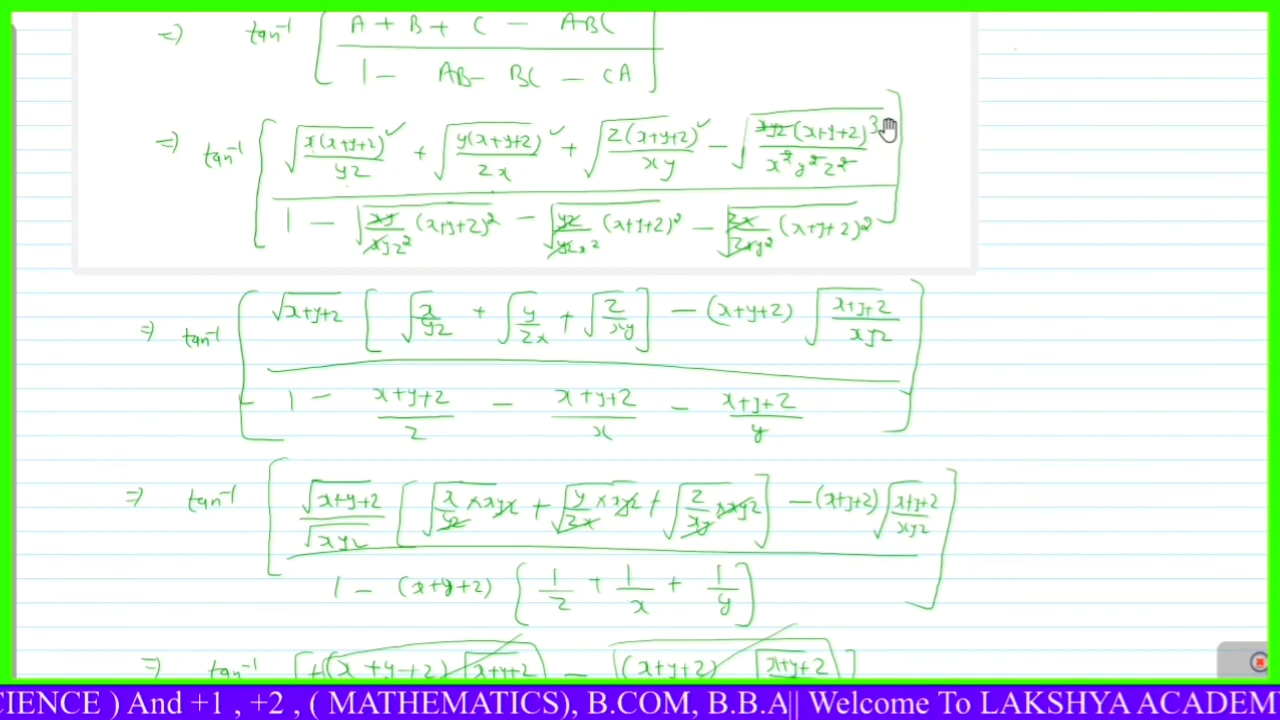 => tan⁻¹ [ (A + B + C - ABC) / (1 - AB - BC - CA) ]
=> tan⁻¹ [ (√(x(x+y+z)/yz) + √(y(x+y+z)/zx) + √(z(x+y+z)/xy) - √(xyz(x+y+z)³/x²y²z²)) / (1 - √(xy/xyz² (x+y+z)²) - √(yz/yzx² (x+y+z)²) - √(zx/zxy² (x+y+z)²)) ]
=> tan⁻¹ [ (√(x+y+z) [ √(x/yz) + √(y/zx) + √(z/xy) ] - (x+y+z) √((x+y+z)/xyz)) / (1 - (x+y+z)/z - (x+y+z)/x - (x+y+z)/y) ]
=> tan⁻¹ [ (√(x+y+z)/√(xyz) [ √(x/yz × xyz) + √(y/zx × xyz) + √(z/xy × xyz) ] - (x+y+z) √((x+y+z)/xyz)) / (1 - (x+y+z) [ 1/z + 1/x + 1/y ]) ]
=> tan⁻¹ [ + (x+y+z) √(x+y+z) - (x+y+z) √(x+y+z) ]
CIENCE ) And +1 , +2 , ( MATHEMATICS), B.COM, B.B.A|| Welcome To LAKSHYA ACADEM